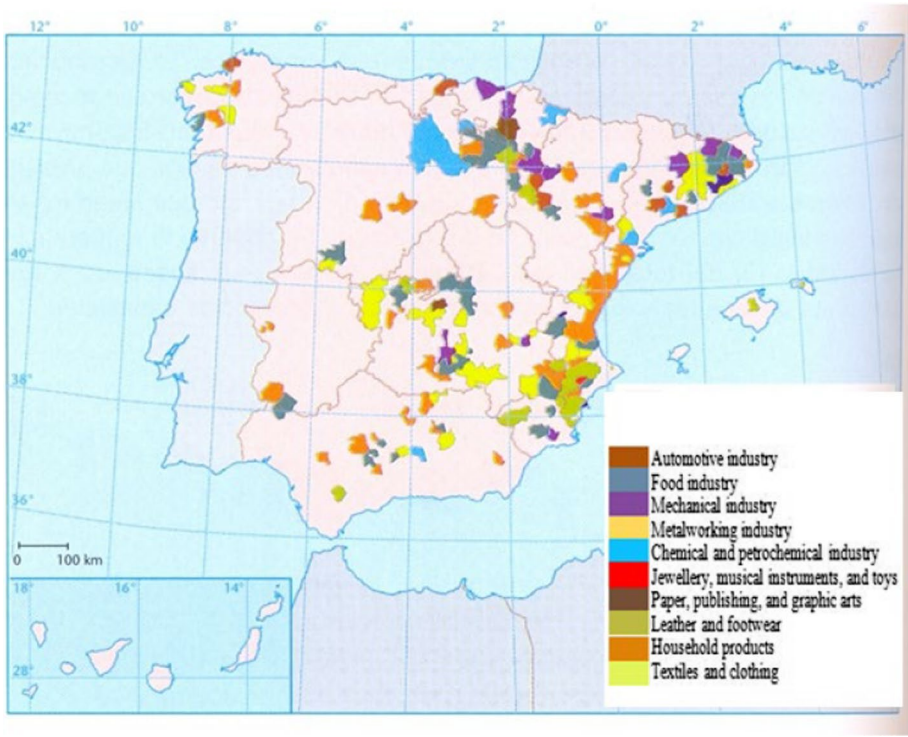 12° 10° 8° 6° 4° 2° 0° 2° 4° 6°
42°
40°
38°
36°
0 100 km
18° 16° 14°
28°
Automotive industry
Food industry
Mechanical industry
Metalworking industry
Chemical and petrochemical industry
Jewellery, musical instruments, and toys
Paper, publishing, and graphic arts
Leather and footwear
Household products
Textiles and clothing